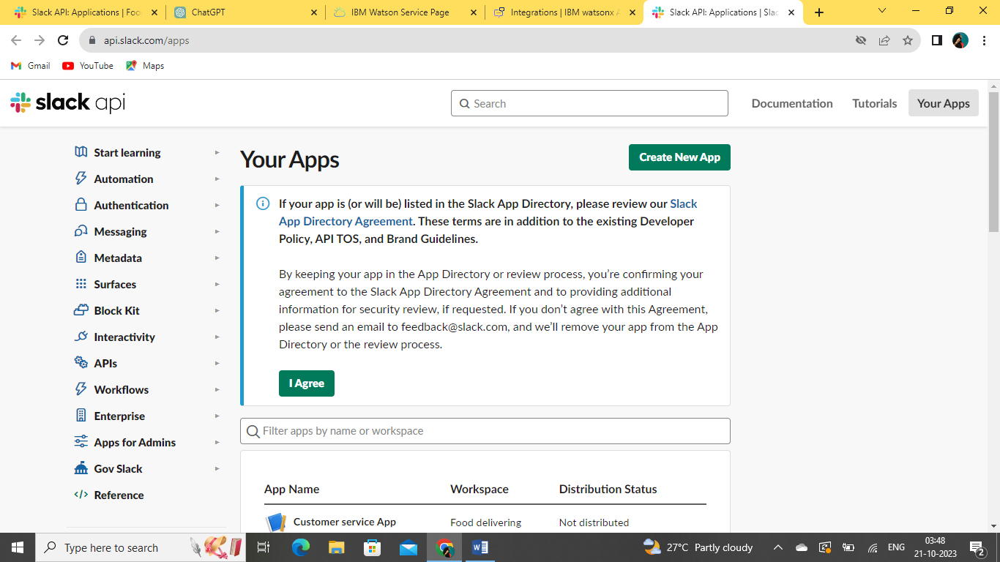 Slack API: Applications | Foo
ChatGPT
IBM Watson Service Page
Integrations | IBM watsonx A
Slack API: Applications | Slac
api.slack.com/apps
Gmail
YouTube
Maps
slack api
Search
Documentation
Tutorials
Your Apps
Start learning
Automation
Authentication
Messaging
Metadata
Surfaces
Block Kit
Interactivity
APIs
Workflows
Enterprise
Apps for Admins
Gov Slack
Reference
Your Apps
Create New App
If your app is (or will be) listed in the Slack App Directory, please review our Slack
App Directory Agreement. These terms are in addition to the existing Developer
Policy, API TOS, and Brand Guidelines.
By keeping your app in the App Directory or review process, you’re confirming your
agreement to the Slack App Directory Agreement and to providing additional
information for security review, if requested. If you don’t agree with this Agreement,
please send an email to feedback@slack.com, and we’ll remove your app from the App
Directory or the review process.
I Agree
Filter apps by name or workspace
App Name Workspace Distribution Status
Customer service App Food delivering Not distributed
Type here to search
27°C Partly cloudy
ENG
03:48
21-10-2023
2